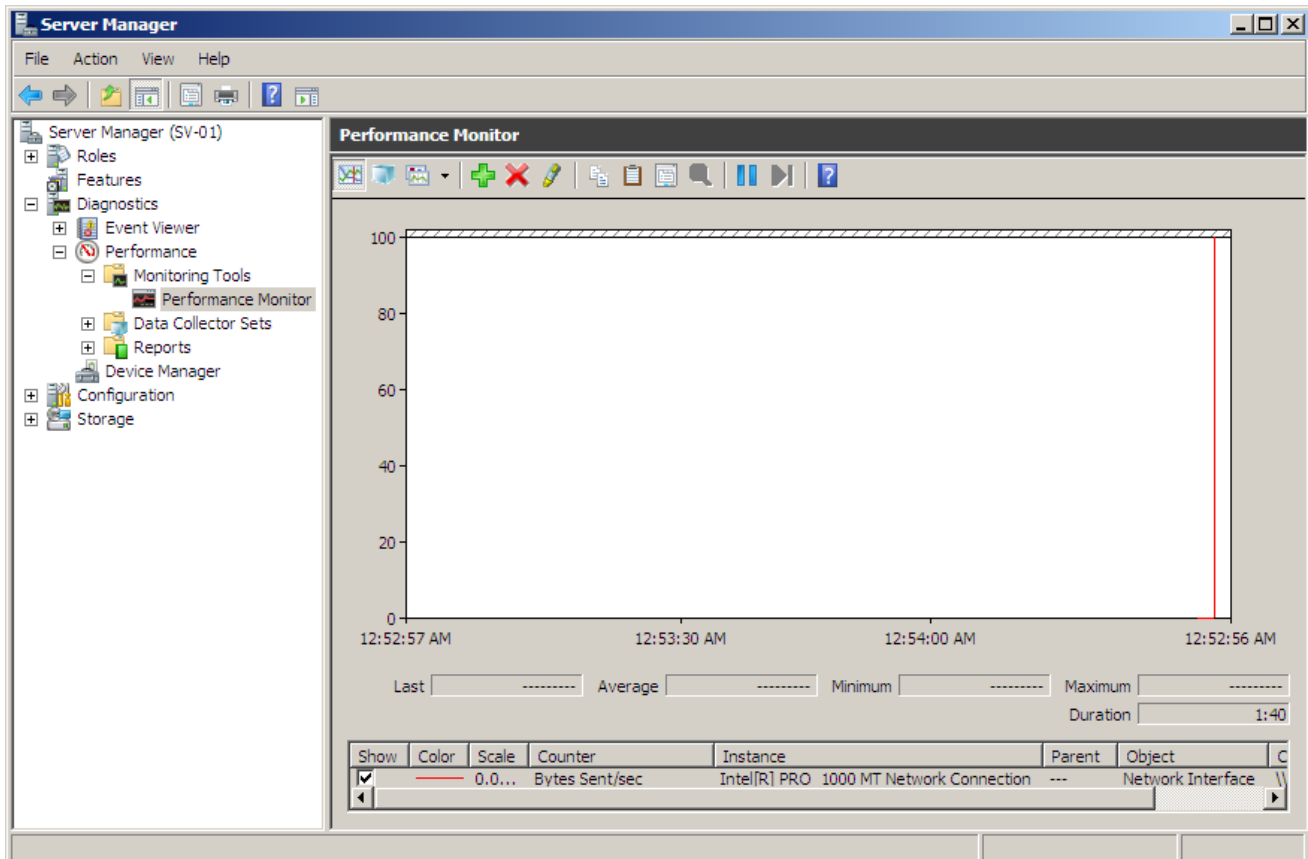 Server Manager
File Action View Help
Server Manager (SV-01)
Roles
Features
Diagnostics
Event Viewer
Performance
Monitoring Tools
Performance Monitor
Data Collector Sets
Reports
Device Manager
Configuration
Storage
Performance Monitor
100
80
60
40
20
0
12:52:57 AM 12:53:30 AM 12:54:00 AM 12:52:56 AM
Last --------- Average --------- Minimum --------- Maximum ---------
Duration 1:40
Show Color Scale Counter Instance Parent Object C
0.0... Bytes Sent/sec Intel[R] PRO_1000 MT Network Connection --- Network Interface \\